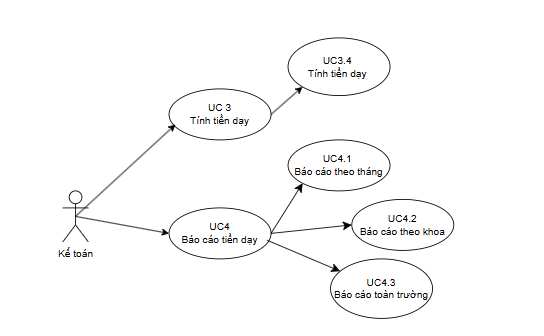 UC3.4
Tính tiền dạy
UC 3
Tính tiền dạy
UC4.1
Báo cáo theo tháng
UC4.2
Báo cáo theo khoa
UC4
Báo cáo tiền dạy
Kế toán
UC4.3
Báo cáo toàn trường